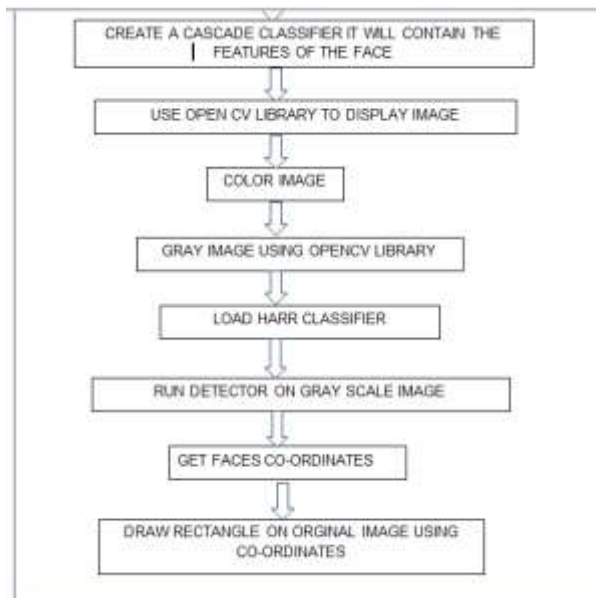 CREATE A CASCADE CLASSIFIER IT WILL CONTAIN THE
FEATURES OF THE FACE
USE OPEN CV LIBRARY TO DISPLAY IMAGE
COLOR IMAGE
GRAY IMAGE USING OPENCV LIBRARY
LOAD HARR CLASSIFIER
RUN DETECTOR ON GRAY SCALE IMAGE
GET FACES CO-ORDINATES
DRAW RECTANGLE ON ORGINAL IMAGE USING
CO-ORDINATES